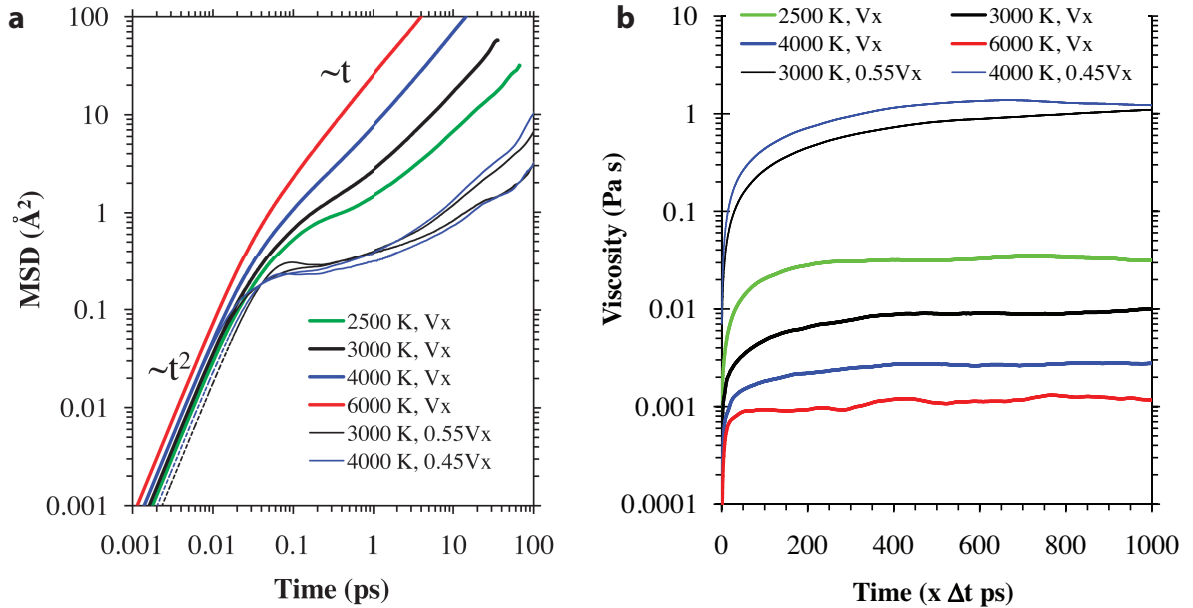 a
100
10
1
0.1
0.01
0.001
MSD (Å²)
~t
~t²
2500 K, Vx
3000 K, Vx
4000 K, Vx
6000 K, Vx
3000 K, 0.55Vx
4000 K, 0.45Vx
0.001 0.01 0.1 1 10 100
Time (ps)
b
2500 K, Vx 3000 K, Vx
4000 K, Vx 6000 K, Vx
3000 K, 0.55Vx 4000 K, 0.45Vx
10
1
0.1
0.01
0.001
0.0001
Viscosity (Pa s)
0 200 400 600 800 1000
Time (x Δt ps)